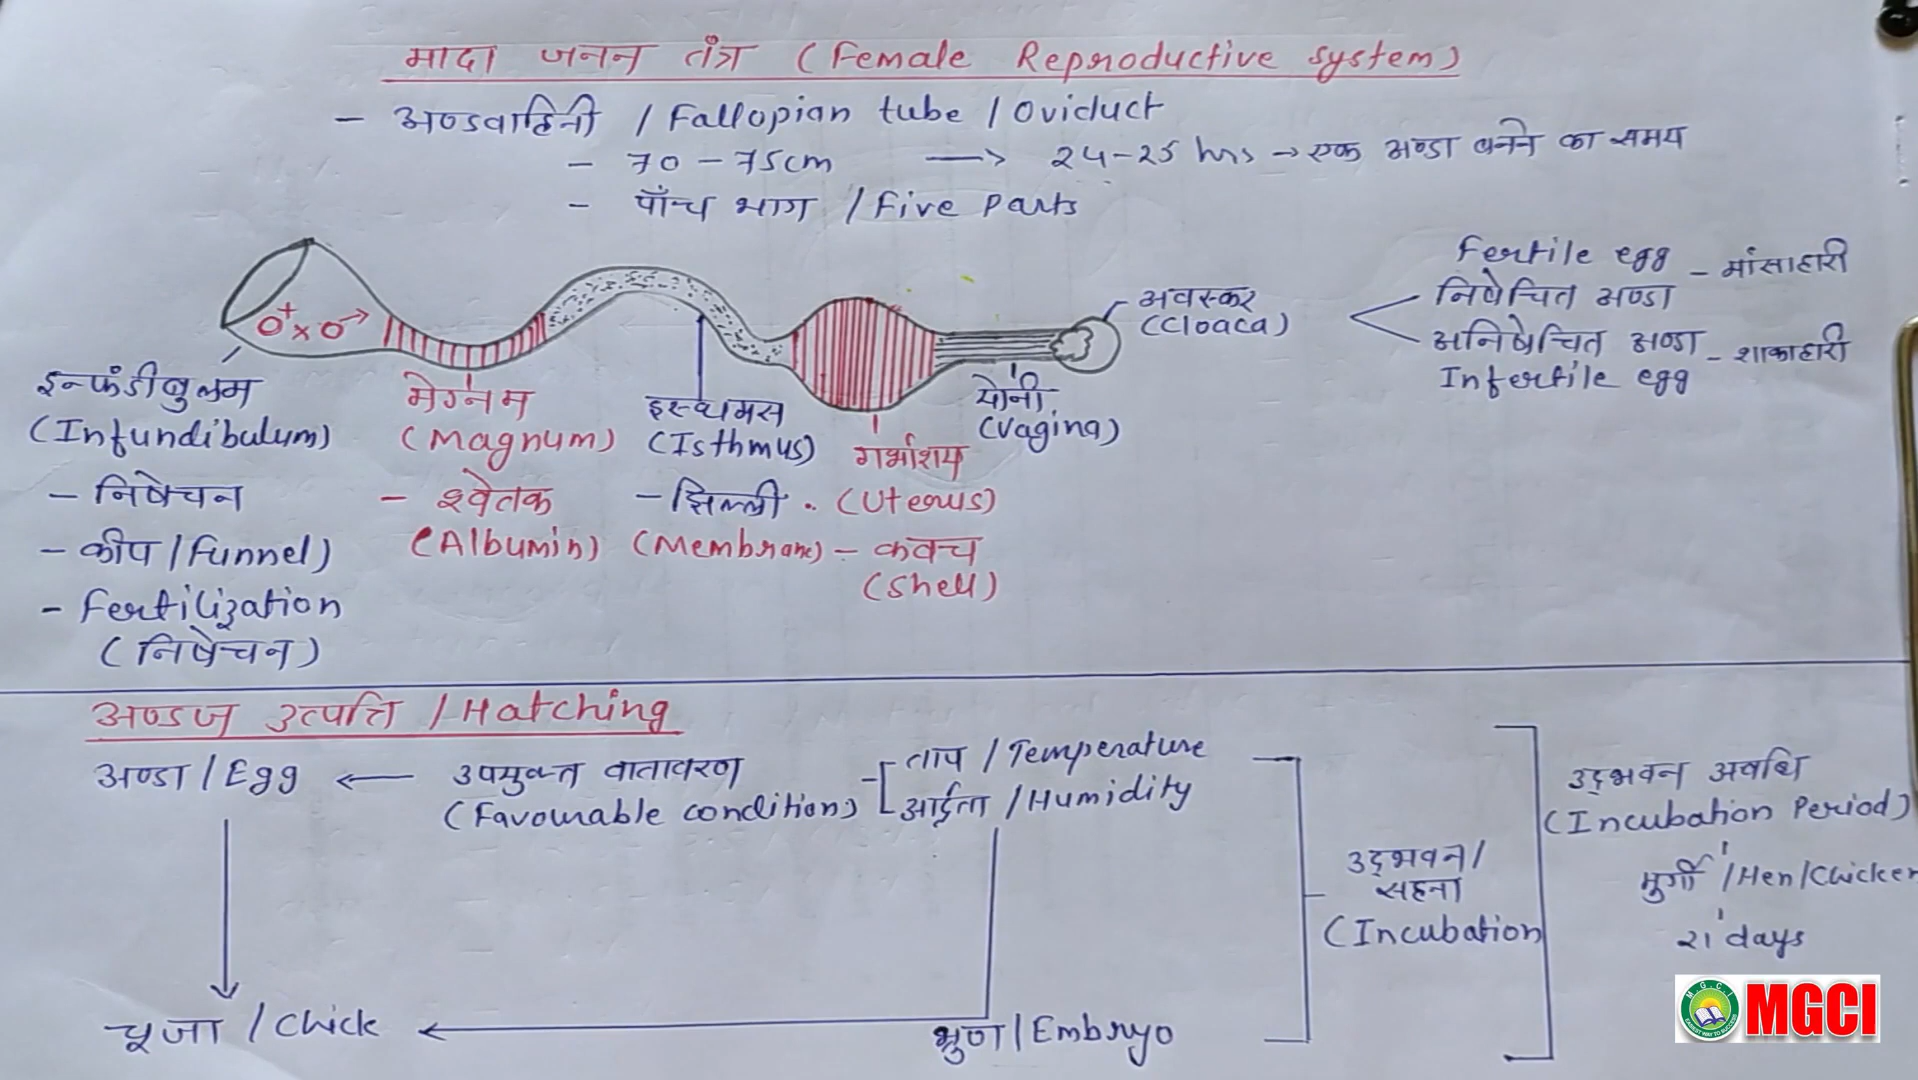 मादा जनन तंत्र (Female Reproductive system)
- अण्डवाहिनी / Fallopian tube / Oviduct
- 70-75cm → 24-25 hrs → एक अण्डा बनने का समय
- पाँच भाग / Five parts
♀ x ♂
अवस्कर
(Cloaca)
Fertile egg
निषेचित अण्डा - मांसाहारी
अनिषेचित अण्डा - शाकाहारी
Infertile egg
इन्फंडीबुलम
(Infundibulum)
- निषेचन
- कीप / Funnel)
- Fertilization
(निषेचन)
मेग्नम
(Magnum)
- श्वेतक
(Albumin)
इस्थमस
(Isthmus)
- झिल्ली.
(Membrane)
गर्भाशय
(Uterus)
- कवच
(Shell)
योनी
(Vagina)
अण्डज उत्पत्ति / Hatching
अण्डा / Egg ← उपयुक्त वातावरण
(Favourable condition)
ताप / Temperature
आर्द्रता / Humidity
उद्भवन /
सहना
(Incubation
उद्भवन अवधि
(Incubation Period)
मुर्गी / Hen / Chicken
21 days
चूजा / Chick ← भ्रुण / Embryo
M.G.C.I
EASIEST WAY TO SUCCESS
MGCI